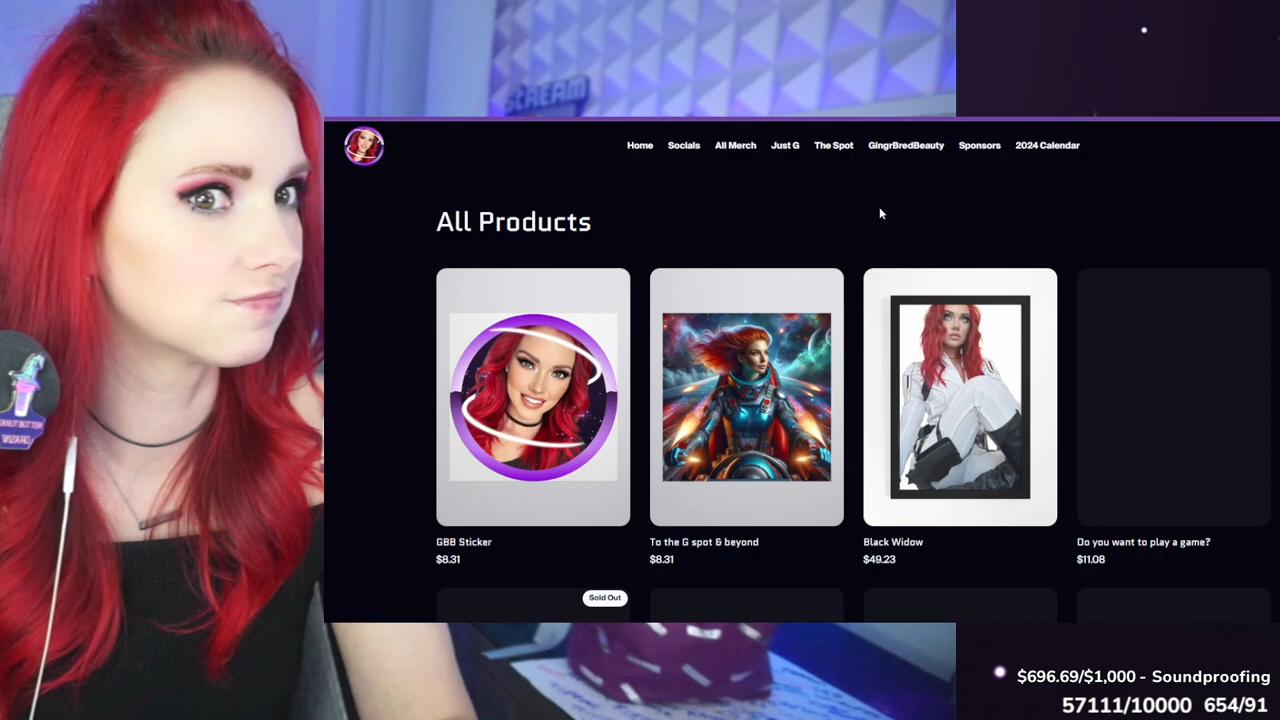 STREAM
Home Socials All Merch Just G The Spot GingrBredBeauty Sponsors 2024 Calendar
All Products
GBB Sticker
$8.31
To the G spot & beyond
$8.31
Black Widow
$49.23
Do you want to play a game?
$11.08
Sold Out
WIZARD
$696.69/$1,000 - Soundproofing
57111/10000 654/91